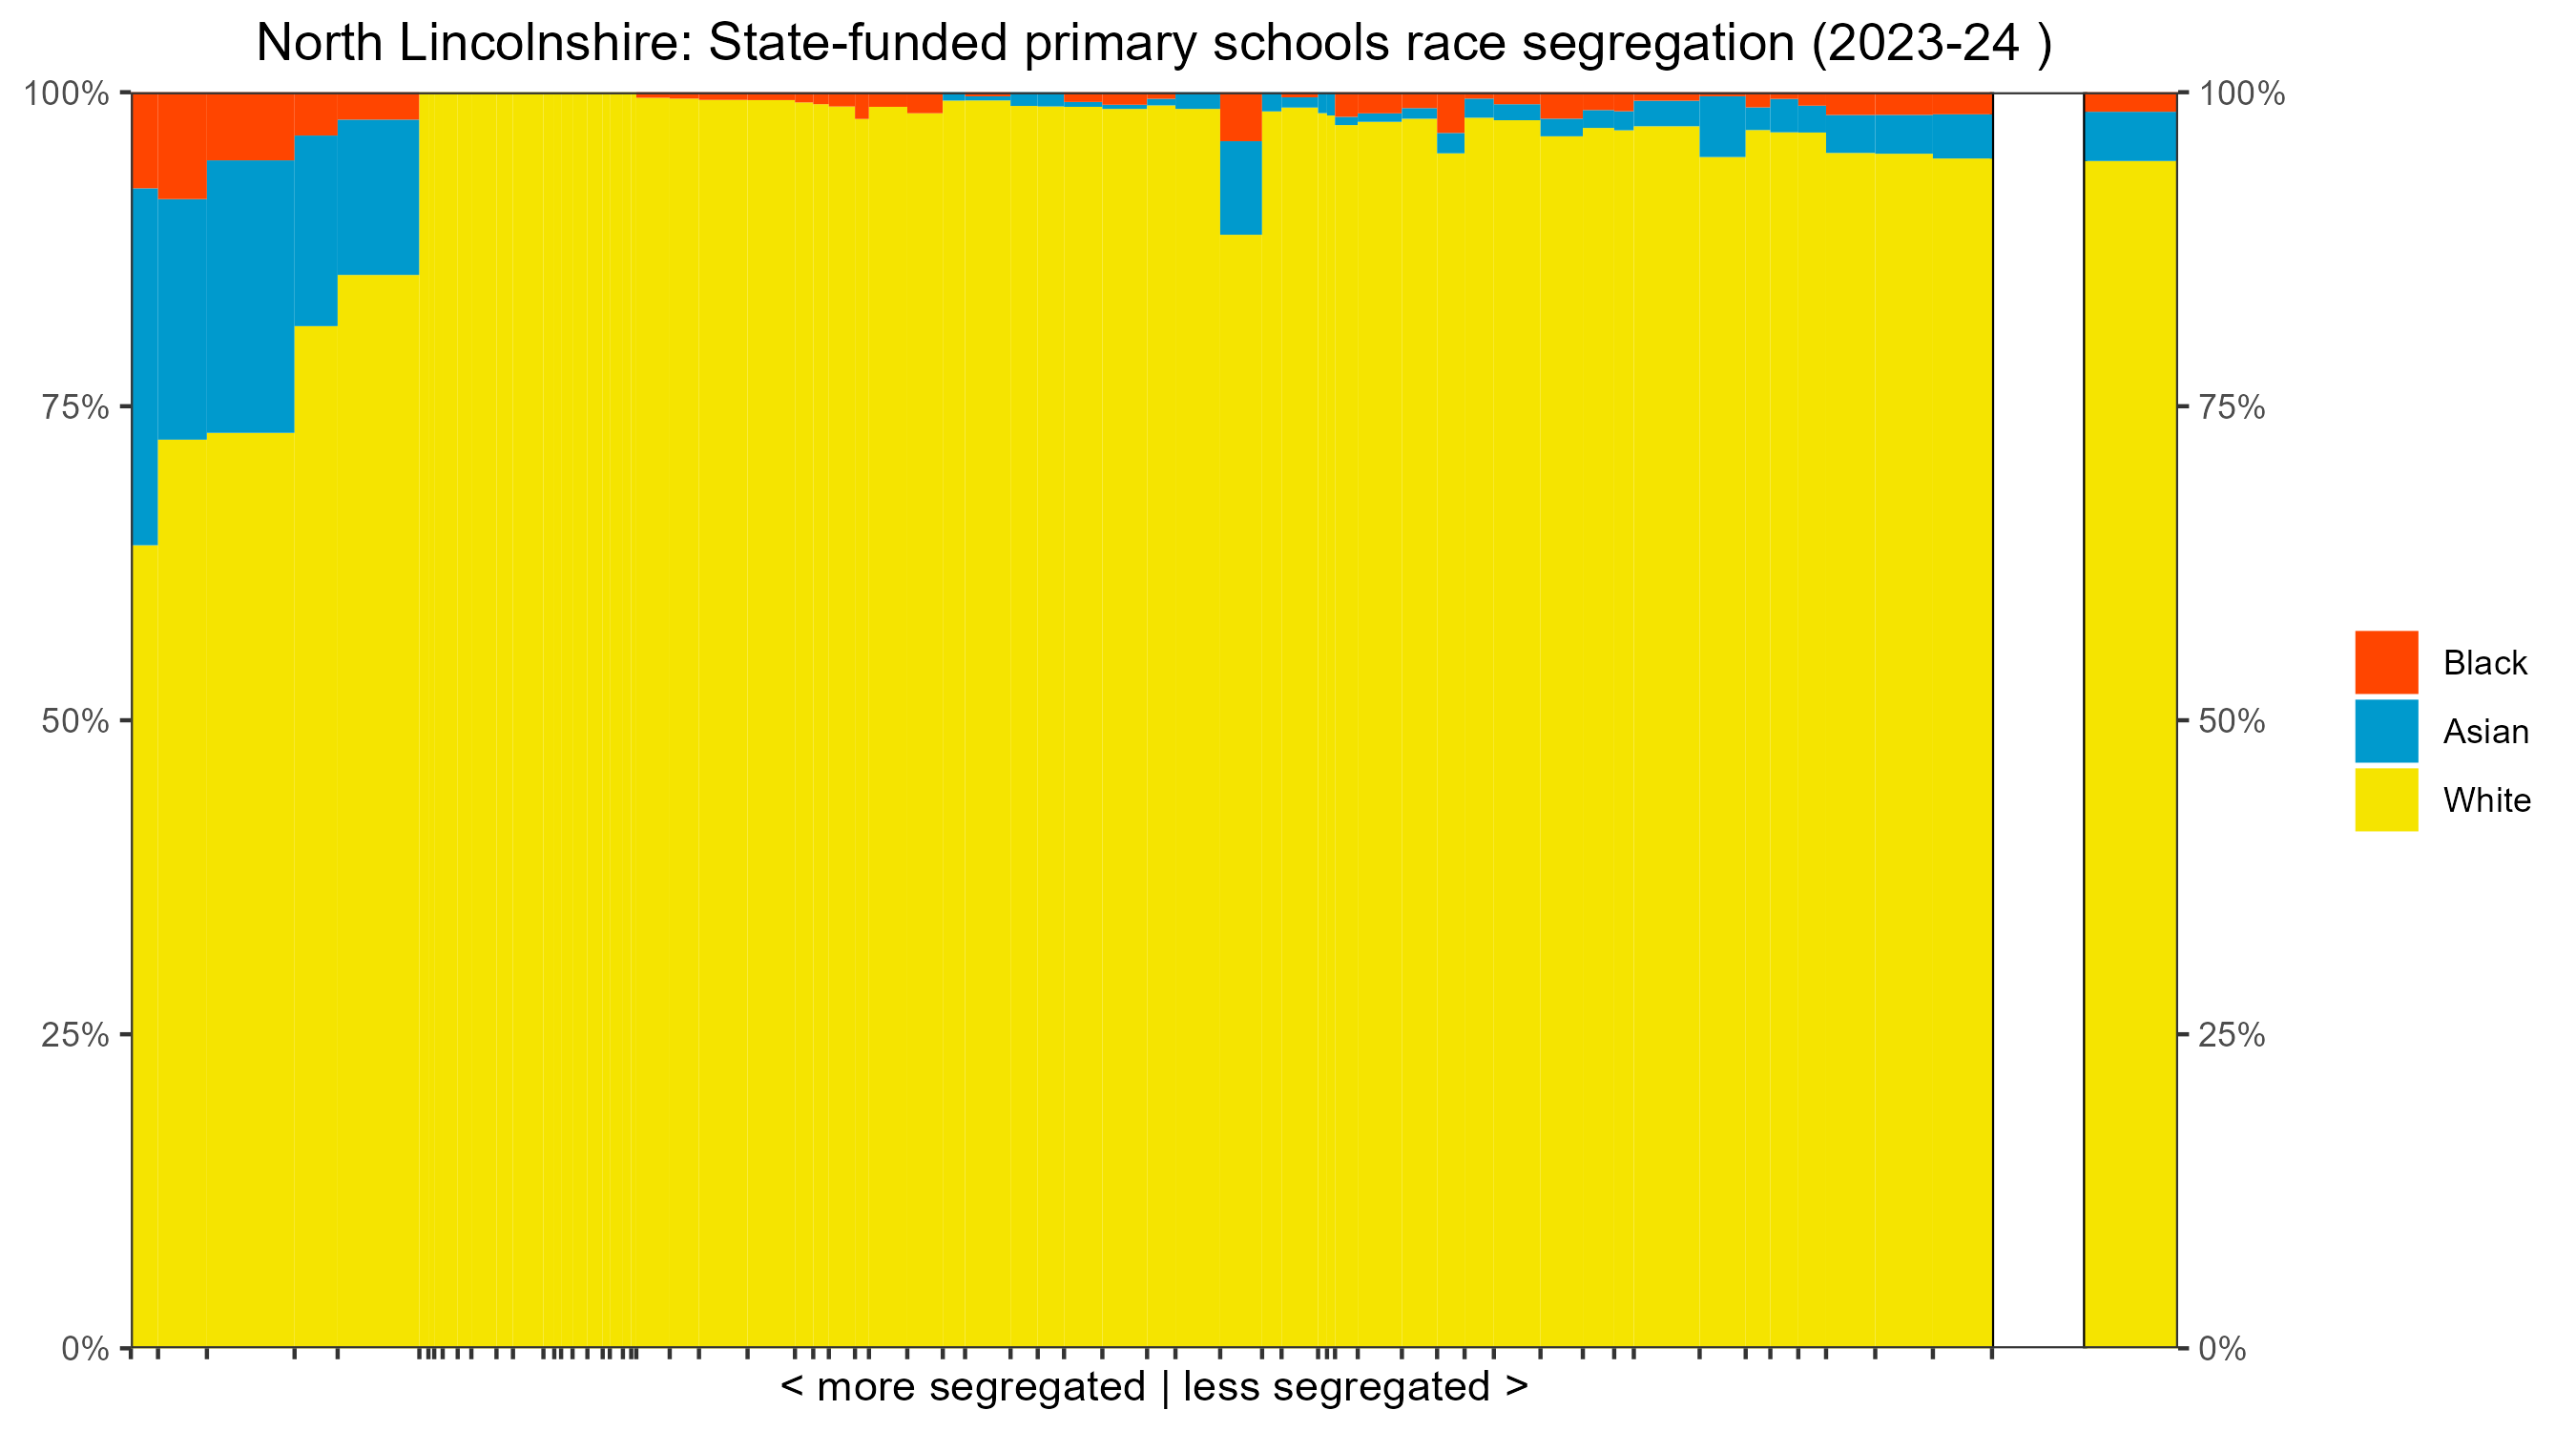 North Lincolnshire: State-funded primary schools race segregation (2023-24 )
100%
75%
50%
25%
0%
100%
75%
50%
25%
0%
Black
Asian
White
< more segregated | less segregated >